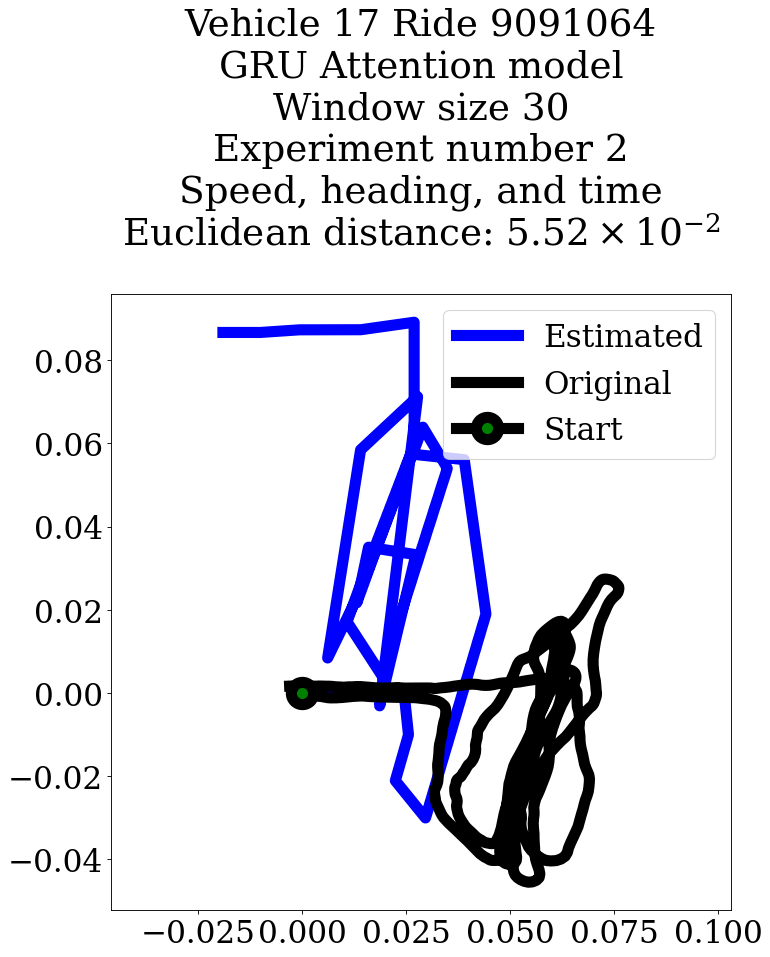 Vehicle 17 Ride 9091064
GRU Attention model
Window size 30
Experiment number 2
Speed, heading, and time
Euclidean distance: 5.52 × 10⁻²
Estimated
Original
Start
0.08
0.06
0.04
0.02
0.00
−0.02
−0.04
−0.025 0.000 0.025 0.050 0.075 0.100